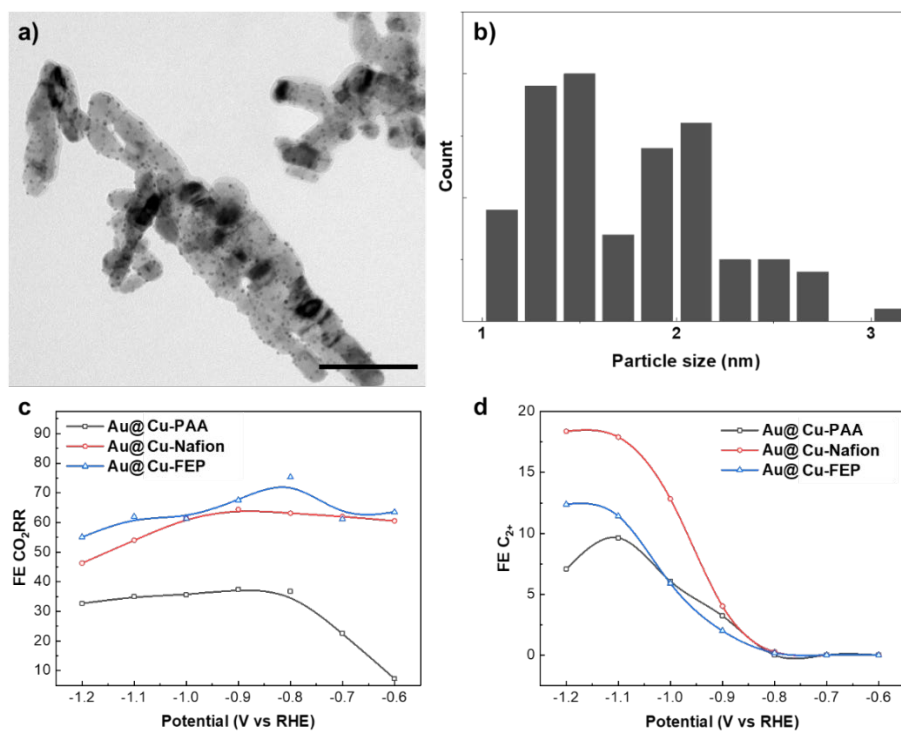 a)
b)
Count
1 2 3
Particle size (nm)
c
Au@Cu-PAA
Au@Cu-Nafion
Au@Cu-FEP
FE CO₂RR
90
80
70
60
50
40
30
20
10
-1.2 -1.1 -1.0 -0.9 -0.8 -0.7 -0.6
Potential (V vs RHE)
d
Au@Cu-PAA
Au@Cu-Nafion
Au@Cu-FEP
FE C₂₊
20
15
10
5
0
-1.2 -1.1 -1.0 -0.9 -0.8 -0.7 -0.6
Potential (V vs RHE)